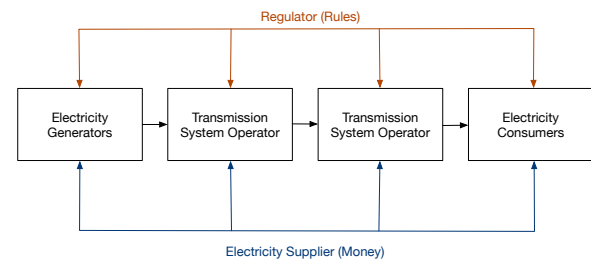 Regulator (Rules)
Electricity
Generators
Transmission
System Operator
Transmission
System Operator
Electricity
Consumers
Electricity Supplier (Money)